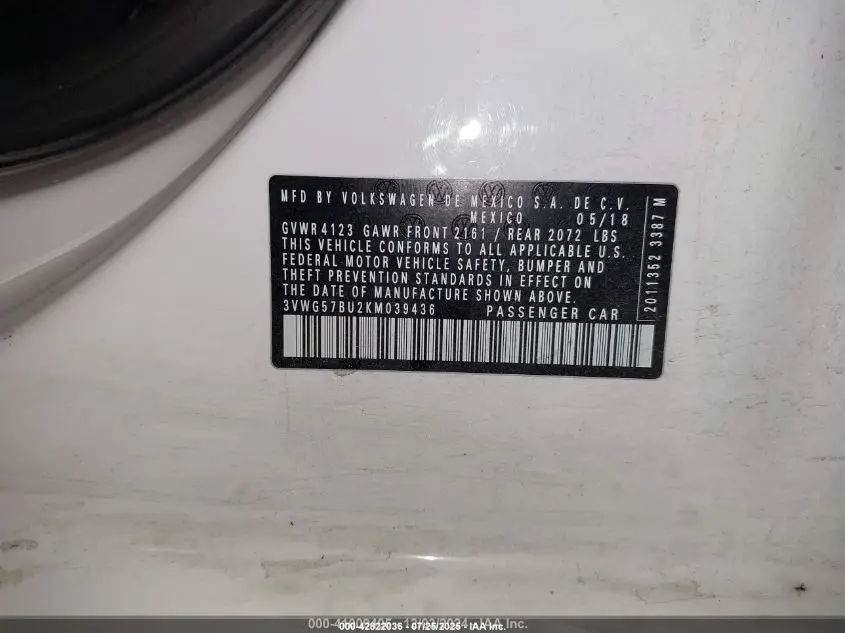 MFD BY VOLKSWAGEN DE MEXICO S.A. DE C.V.
MEXICO 05/18
GVWR 4123 GAWR FRONT 2161 / REAR 2072 LBS
THIS VEHICLE CONFORMS TO ALL APPLICABLE U.S.
FEDERAL MOTOR VEHICLE SAFETY, BUMPER AND
THEFT PREVENTION STANDARDS IN EFFECT ON
THE DATE OF MANUFACTURE SHOWN ABOVE.
3VWG57BU2KM039436 PASSENGER CAR
2011352 3387 M
000-42822036 - 07/25/2025 - IAA Inc.